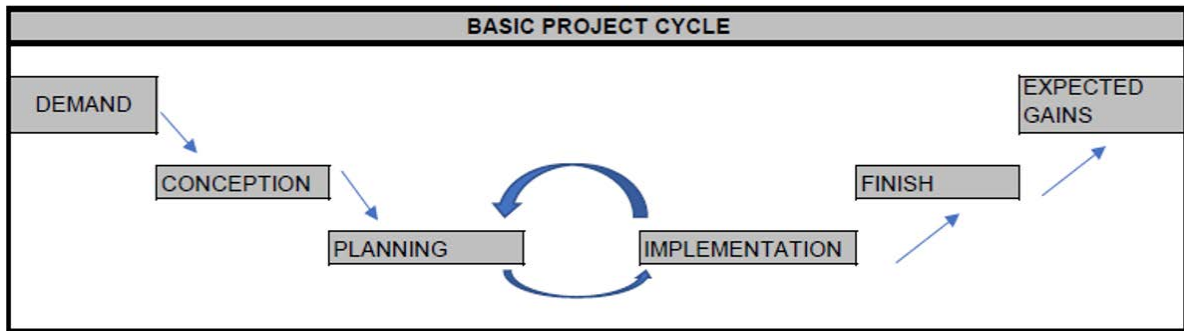 BASIC PROJECT CYCLE
DEMAND
EXPECTED
GAINS
CONCEPTION
FINISH
PLANNING
IMPLEMENTATION